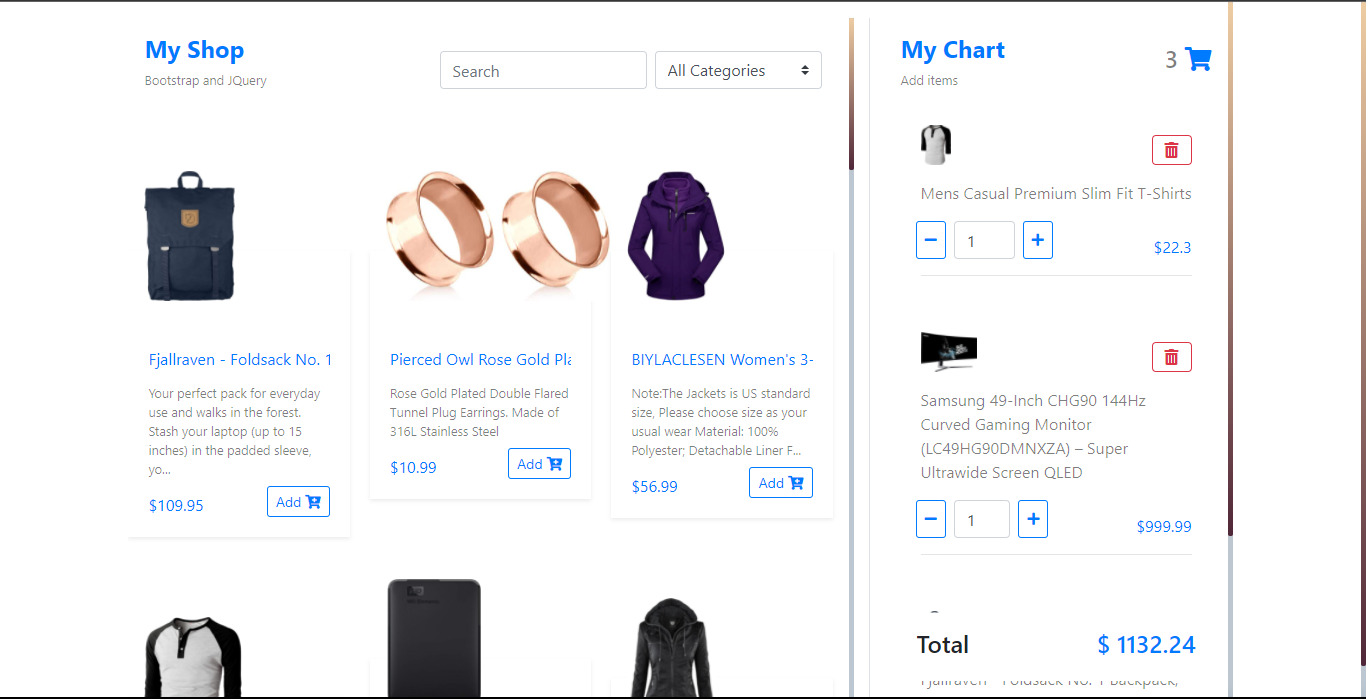 My Shop
Bootstrap and JQuery
Search
All Categories
Fjallraven - Foldsack No. 1
Your perfect pack for everyday
use and walks in the forest.
Stash your laptop (up to 15
inches) in the padded sleeve,
yo...
$109.95
Add
Pierced Owl Rose Gold Pla
Rose Gold Plated Double Flared
Tunnel Plug Earrings. Made of
316L Stainless Steel
$10.99
Add
BIYLACLESEN Women's 3-
Note:The Jackets is US standard
size, Please choose size as your
usual wear Material: 100%
Polyester; Detachable Liner F...
$56.99
Add
My Chart
Add items
3
Mens Casual Premium Slim Fit T-Shirts
1
$22.3
Samsung 49-Inch CHG90 144Hz
Curved Gaming Monitor
(LC49HG90DMNXZA) – Super
Ultrawide Screen QLED
1
$999.99
Total
$ 1132.24
Fjallraven - Foldsack No. 1 Backpack,